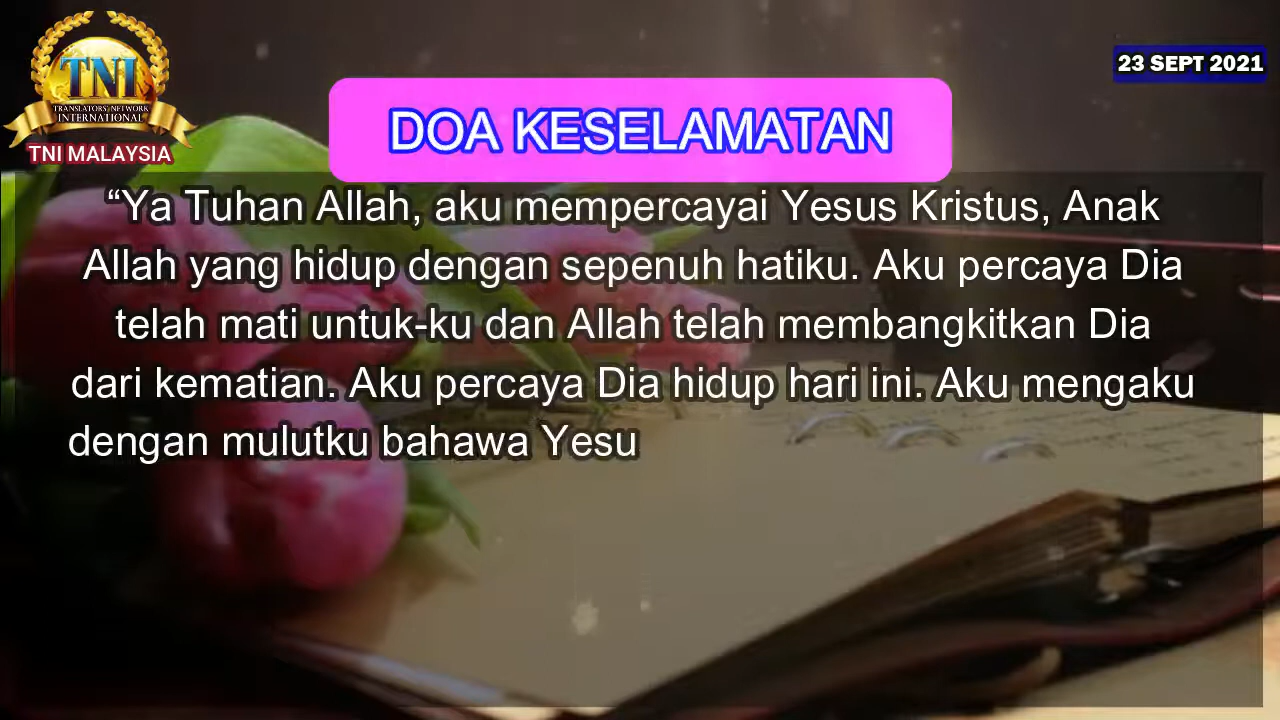 TNI
TRANSLATORS NETWORK
INTERNATIONAL
TNI MALAYSIA
23 SEPT 2021
DOA KESELAMATAN
“Ya Tuhan Allah, aku mempercayai Yesus Kristus, Anak
Allah yang hidup dengan sepenuh hatiku. Aku percaya Dia
telah mati untuk-ku dan Allah telah membangkitkan Dia
dari kematian. Aku percaya Dia hidup hari ini. Aku mengaku
dengan mulutku bahawa Yesu